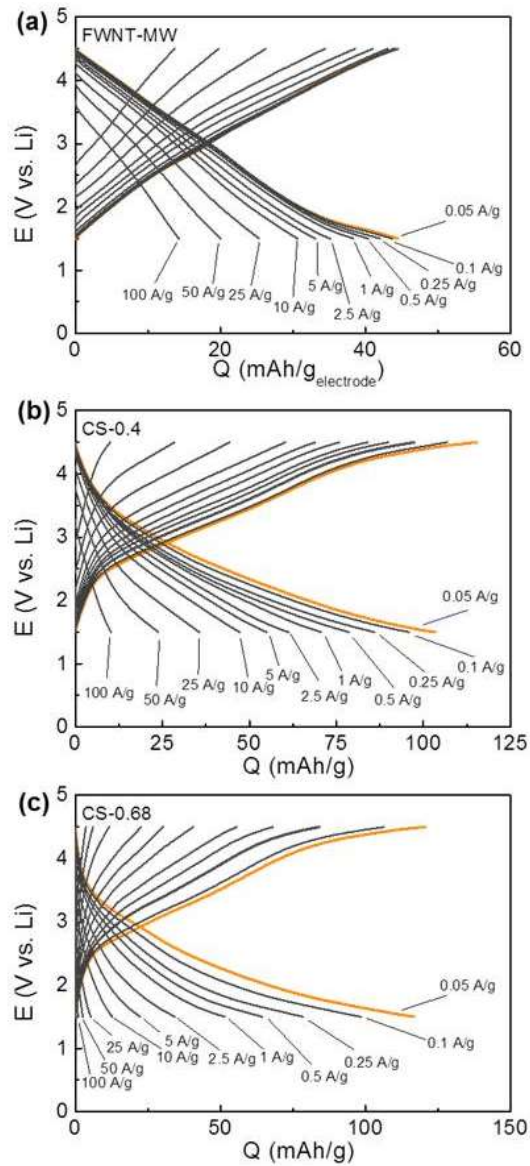 (a)
FWNT-MW
5
4
3
2
1
0
E (V vs. Li)
0.05 A/g
0.1 A/g
0.25 A/g
0.5 A/g
1 A/g
2.5 A/g
5 A/g
10 A/g
25 A/g
50 A/g
100 A/g
0 20 40 60
Q (mAh/gelectrode)
(b)
CS-0.4
5
4
3
2
1
0
E (V vs. Li)
0.05 A/g
0.1 A/g
0.25 A/g
0.5 A/g
1 A/g
2.5 A/g
5 A/g
10 A/g
25 A/g
50 A/g
100 A/g
0 25 50 75 100 125
Q (mAh/g)
(c)
CS-0.68
5
4
3
2
1
0
E (V vs. Li)
0.05 A/g
0.1 A/g
0.25 A/g
0.5 A/g
1 A/g
2.5 A/g
5 A/g
10 A/g
25 A/g
50 A/g
100 A/g
0 50 100 150
Q (mAh/g)